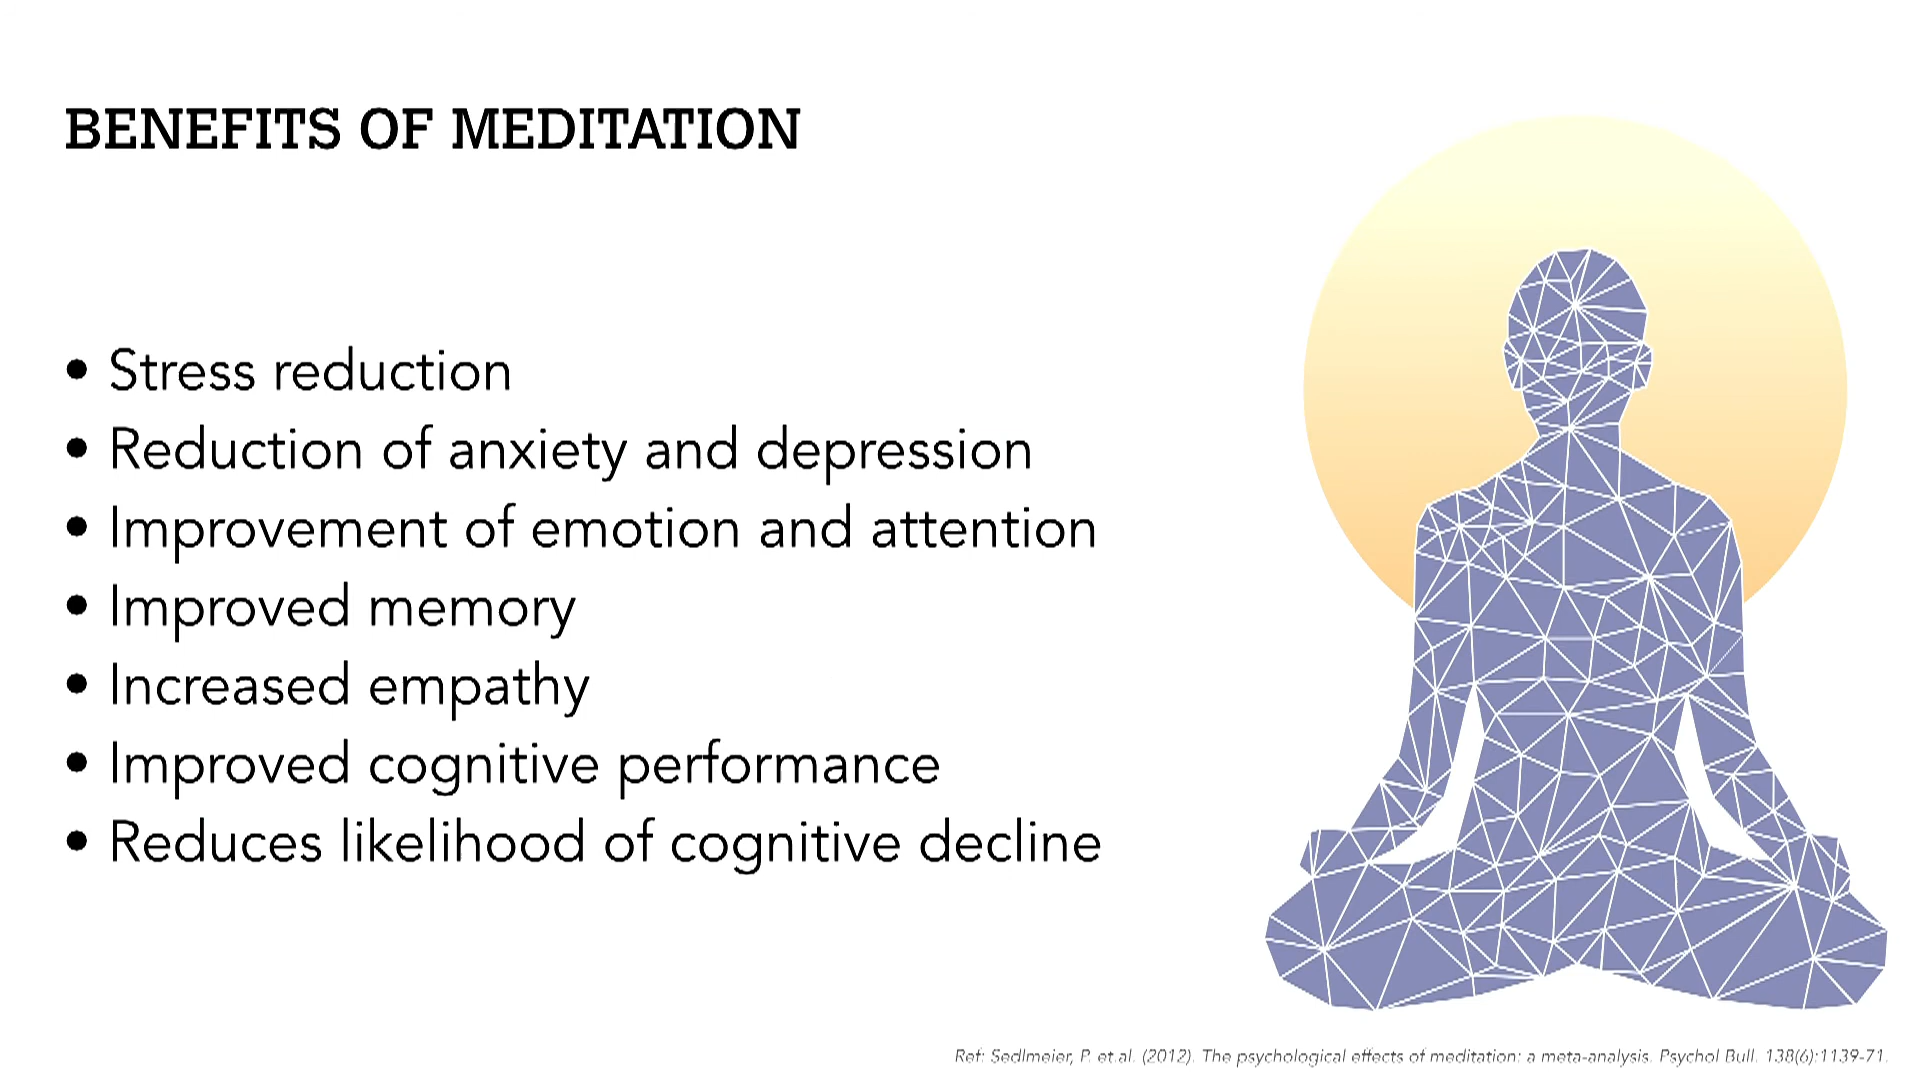 BENEFITS OF MEDITATION
• Stress reduction
• Reduction of anxiety and depression
• Improvement of emotion and attention
• Improved memory
• Increased empathy
• Improved cognitive performance
• Reduces likelihood of cognitive decline
Ref: Sedlmeier, P. et.al. (2012). The psychological effects of meditation: a meta-analysis. Psychol Bull. 138(6):1139-71.